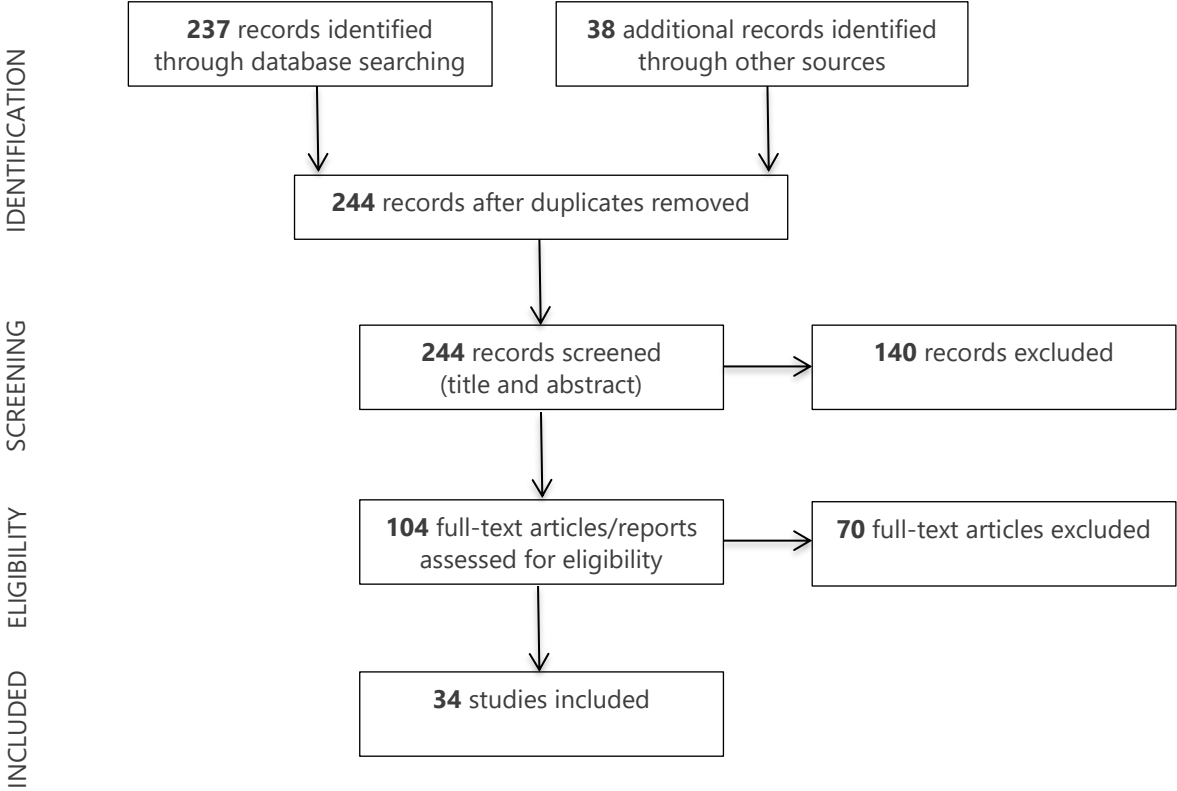 IDENTIFICATION
237 records identified
through database searching
38 additional records identified
through other sources
244 records after duplicates removed
SCREENING
244 records screened
(title and abstract)
140 records excluded
ELIGIBILITY
104 full-text articles/reports
assessed for eligibility
70 full-text articles excluded
INCLUDED
34 studies included